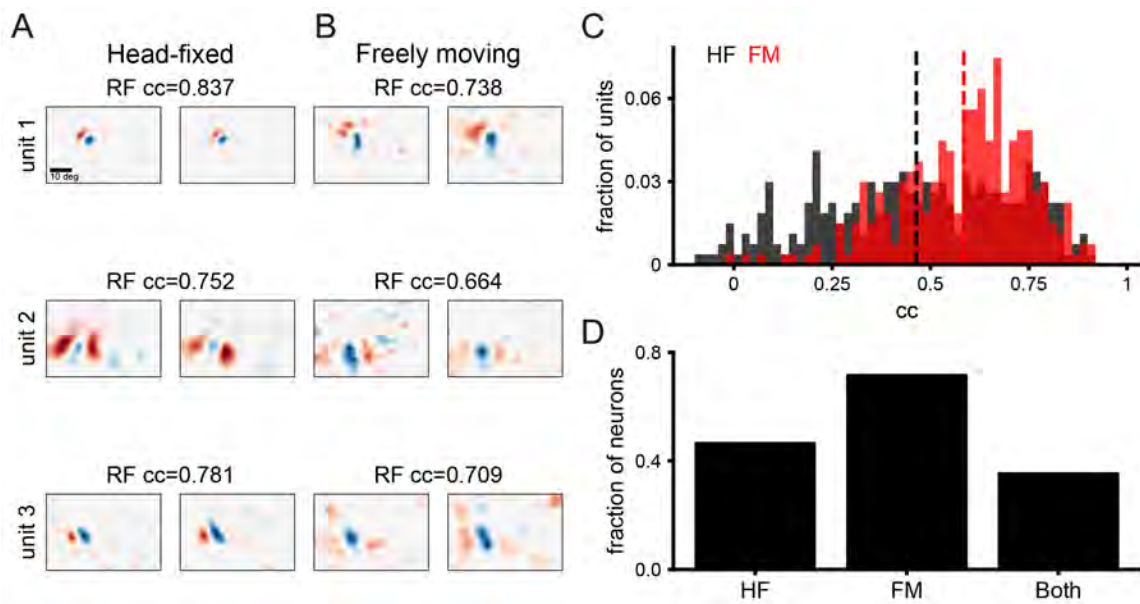 A
Head-fixed
B
Freely moving
RF cc=0.837
RF cc=0.738
unit 1
10 deg
RF cc=0.752
RF cc=0.664
unit 2
RF cc=0.781
RF cc=0.709
unit 3
C
HF FM
fraction of units
0.06
0.03
0
0
0.25
0.5
0.75
1
cc
D
fraction of neurons
0.8
0.4
0.0
HF
FM
Both